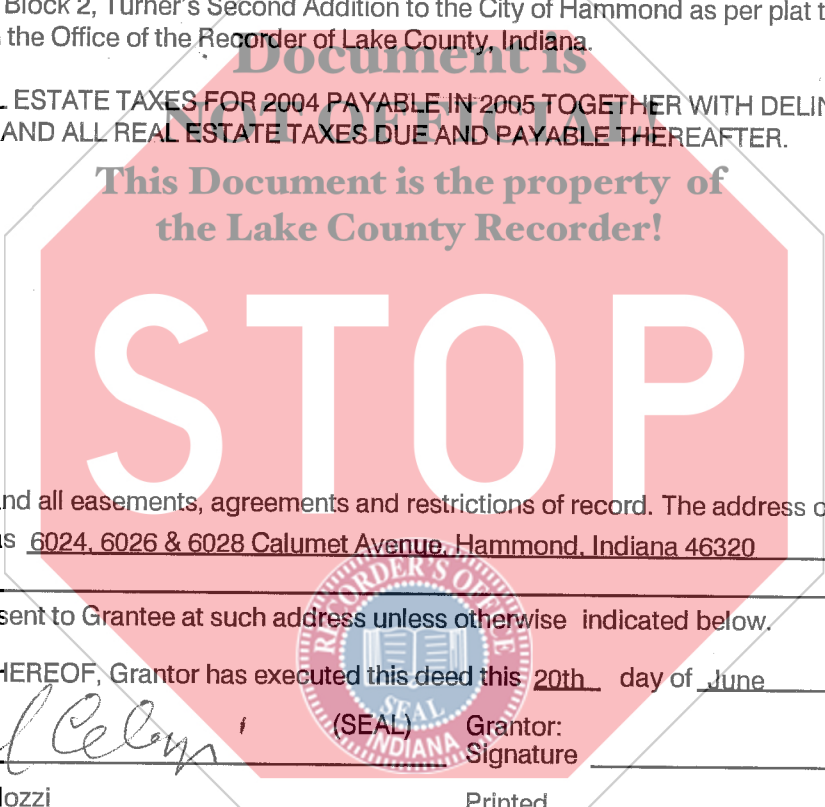 Block 2, Turner's Second Addition to the City of Hammond as per plat t
the Office of the Recorder of Lake County, Indiana.
Document is
ESTATE TAXES FOR 2004 PAYABLE IN 2005 TOGETHER WITH DELIN
NOT OFFICIAL!
AND ALL REAL ESTATE TAXES DUE AND PAYABLE THEREAFTER.
This Document is the property of
the Lake County Recorder!
STOP
nd all easements, agreements and restrictions of record. The address o
s 6024, 6026 & 6028 Calumet Avenue, Hammond, Indiana 46320
RECORDER'S OFFICE
sent to Grantee at such address unless otherwise indicated below.
HEREOF, Grantor has executed this deed this 20th day of June
SEAL
(SEAL) Grantor:
INDIANA
Signature
ozzi Printed